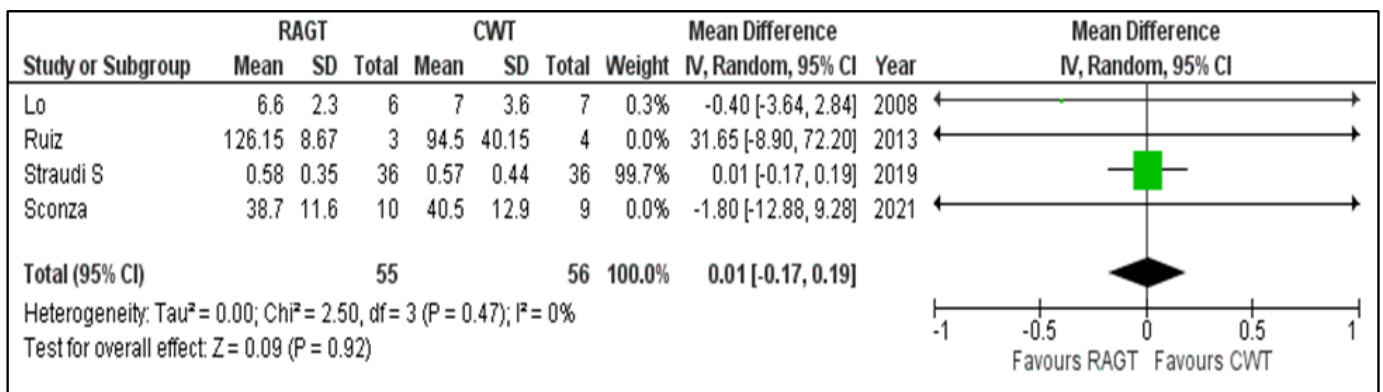 RAGT CWT Mean Difference Mean Difference
Study or Subgroup Mean SD Total Mean SD Total Weight IV, Random, 95% CI Year IV, Random, 95% CI
Lo 6.6 2.3 6 7 3.6 7 0.3% -0.40 [-3.64, 2.84] 2008
Ruiz 126.15 8.67 3 94.5 40.15 4 0.0% 31.65 [-8.90, 72.20] 2013
Straudi S 0.58 0.35 36 0.57 0.44 36 99.7% 0.01 [-0.17, 0.19] 2019
Sconza 38.7 11.6 10 40.5 12.9 9 0.0% -1.80 [-12.88, 9.28] 2021
Total (95% CI) 55 56 100.0% 0.01 [-0.17, 0.19]
Heterogeneity: Tau² = 0.00; Chi² = 2.50, df = 3 (P = 0.47); I² = 0%
Test for overall effect: Z = 0.09 (P = 0.92)
-1 -0.5 0 0.5 1
Favours RAGT Favours CWT